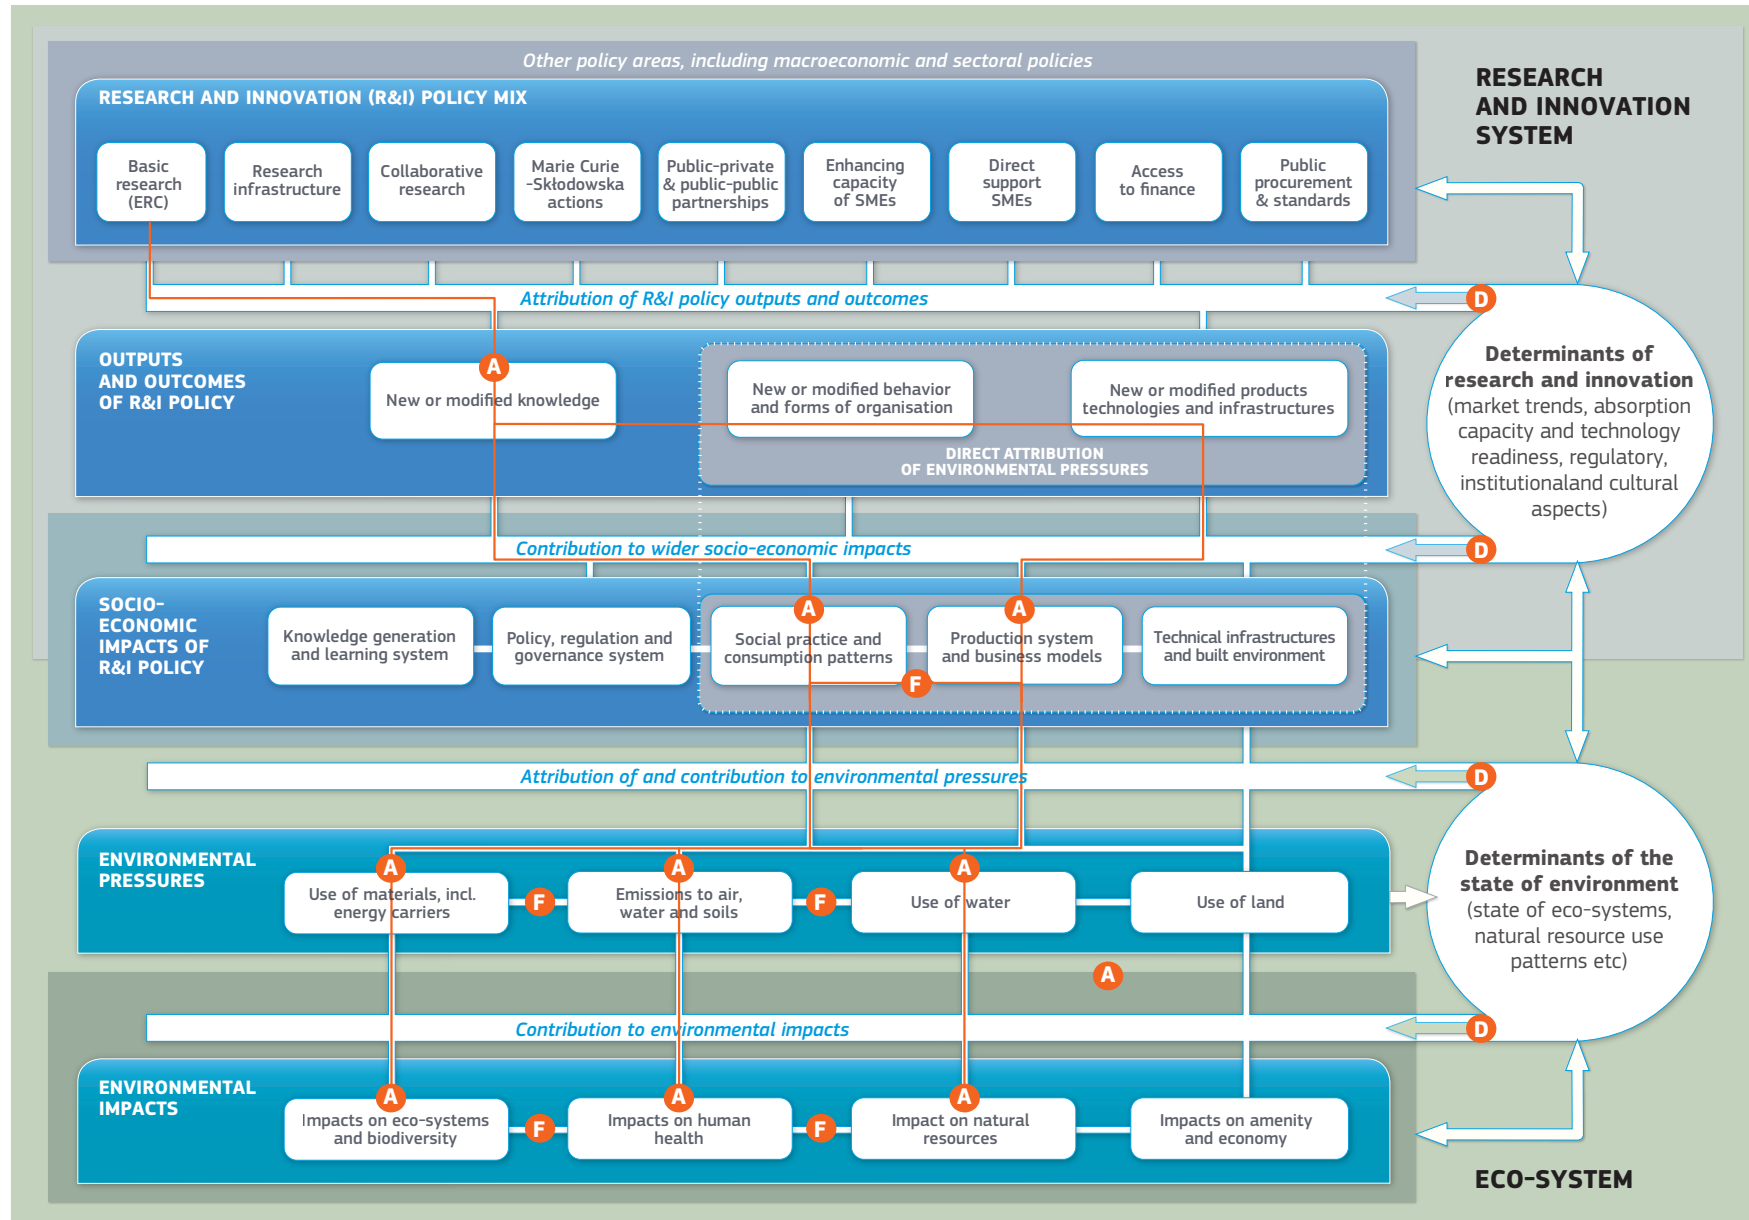 Other policy areas, including macroeconomic and sectoral policies
RESEARCH AND INNOVATION (R&I) POLICY MIX
RESEARCH
AND INNOVATION
SYSTEM
Basic
research
(ERC)
Research
infrastructure
Collaborative
research
Marie Curie
-Skłodowska
actions
Public-private
& public-public
partnerships
Enhancing
capacity
of SMEs
Direct
support
SMEs
Access
to finance
Public
procurement
& standards
Attribution of R&I policy outputs and outcomes
D
OUTPUTS
AND OUTCOMES
OF R&I POLICY
A
New or modified knowledge
New or modified behavior
and forms of organisation
New or modified products
technologies and infrastructures
DIRECT ATTRIBUTION
OF ENVIRONMENTAL PRESSURES
Determinants of
research and innovation
(market trends, absorption
capacity and technology
readiness, regulatory,
institutionaland cultural
aspects)
Contribution to wider socio-economic impacts
D
SOCIO-
ECONOMIC
IMPACTS OF
R&I POLICY
Knowledge generation
and learning system
Policy, regulation and
governance system
A
Social practice and
consumption patterns
A
Production system
and business models
Technical infrastructures
and built environment
F
Attribution of and contribution to environmental pressures
D
ENVIRONMENTAL
PRESSURES
A
Use of materials, incl.
energy carriers
F
A
Emissions to air,
water and soils
F
A
Use of water
Use of land
Determinants of the
state of environment
(state of eco-systems,
natural resource use
patterns etc)
A
Contribution to environmental impacts
D
ENVIRONMENTAL
IMPACTS
A
Impacts on eco-systems
and biodiversity
F
A
Impacts on human
health
F
A
Impact on natural
resources
Impacts on amenity
and economy
ECO-SYSTEM